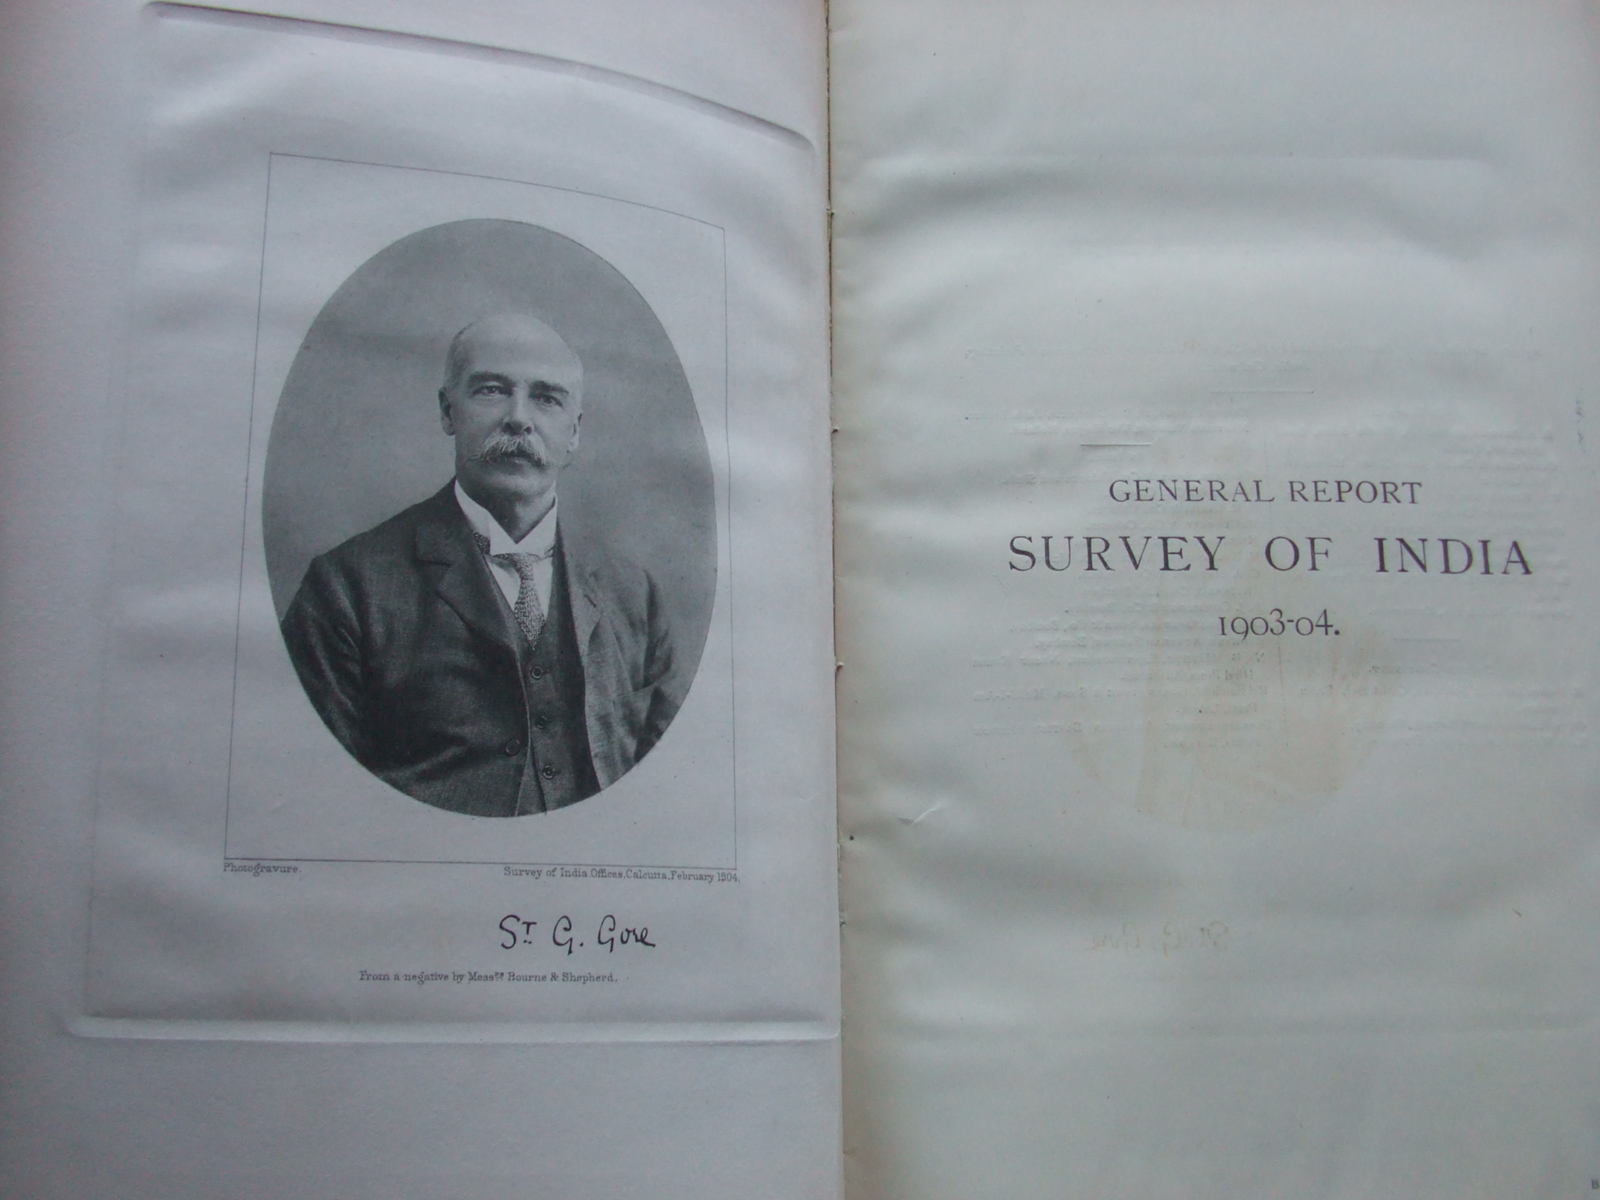 Photogravure.
Survey of India Offices, Calcutta, February 1904.
Sᵀ. G. Gore
From a negative by Messʳˢ Bourne & Shepherd.
GENERAL REPORT
SURVEY OF INDIA
1903-04.